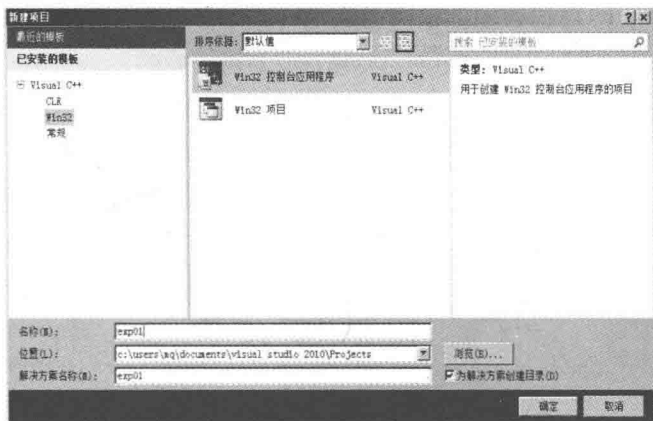 新建项目
最近的模板
已安装的模板
Visual C++
CLR
Win32
常规
排序依据: 默认值
搜索 已安装的模板
Win32 控制台应用程序 Visual C++
Win32 项目 Visual C++
类型: Visual C++
用于创建 Win32 控制台应用程序的项目
名称(N): exp01
位置(L): c:\users\mq\documents\visual studio 2010\Projects
浏览(B)...
解决方案名称(M): exp01
为解决方案创建目录(D)
确定 取消